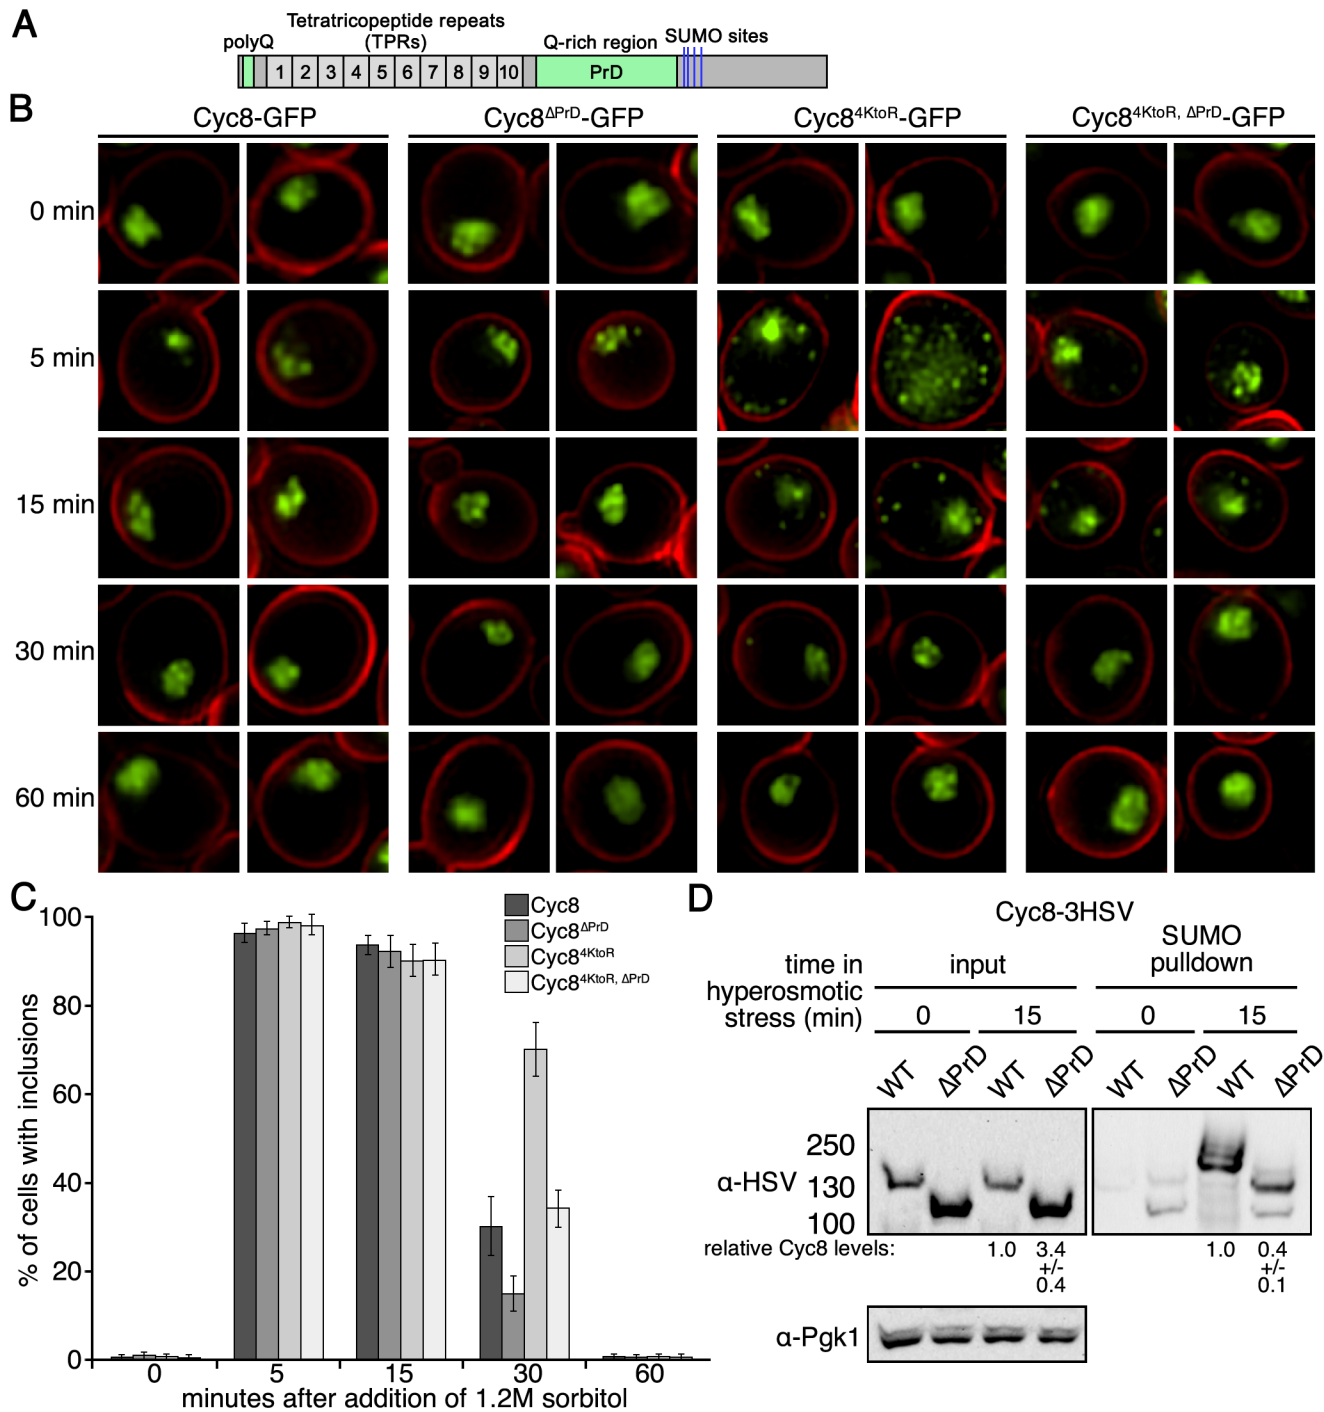 A
Tetratricopeptide repeats
(TPRs)
polyQ
Q-rich region
SUMO sites
1 2 3 4 5 6 7 8 9 10
PrD
B
Cyc8-GFP
Cyc8ΔPrD-GFP
Cyc84KtoR-GFP
Cyc84KtoR, ΔPrD-GFP
0 min
5 min
15 min
30 min
60 min
C
% of cells with inclusions
100
80
60
40
20
0
Cyc8
Cyc8ΔPrD
Cyc84KtoR
Cyc84KtoR, ΔPrD
0 5 15 30 60
minutes after addition of 1.2M sorbitol
D
Cyc8-3HSV
time in
hyperosmotic
stress (min)
input
SUMO
pulldown
0 15 0 15
WT ΔPrD WT ΔPrD WT ΔPrD WT ΔPrD
α-HSV
250
130
100
relative Cyc8 levels:
1.0 3.4 1.0 0.4
+/- +/-
0.4 0.1
α-Pgk1